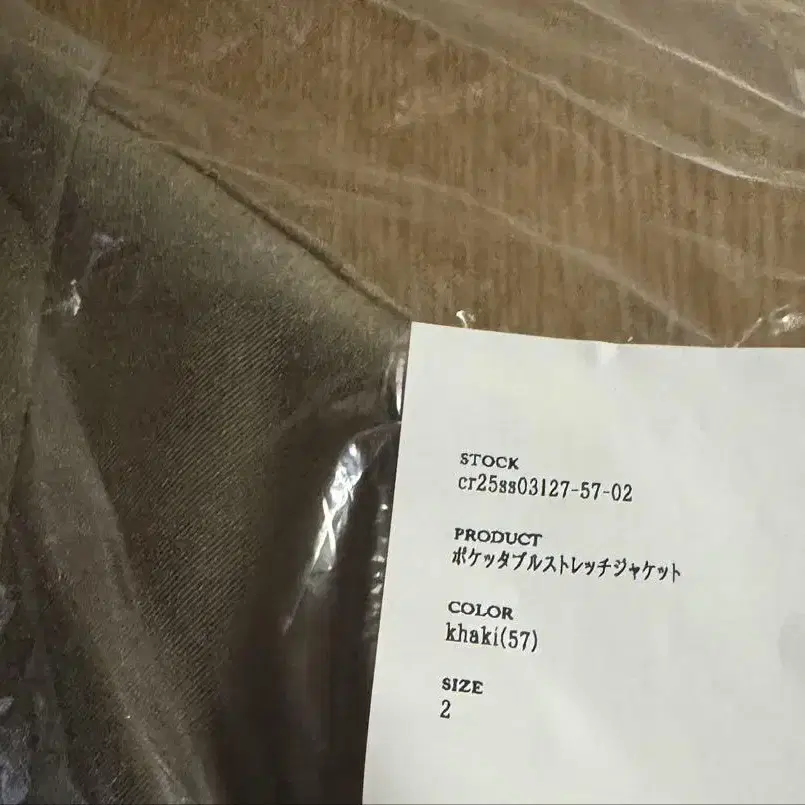 STOCK
cr25ss03127-57-02
PRODUCT
ポケッタブルストレッチジャケット
COLOR
khaki(57)
SIZE
2